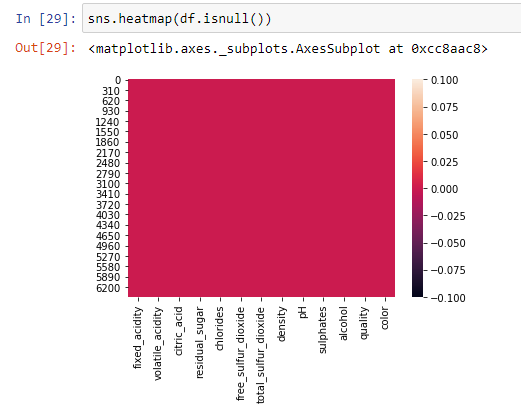 In [29]: sns.heatmap(df.isnull())
Out[29]: <matplotlib.axes._subplots.AxesSubplot at 0xcc8aac8>
0
310
620
930
1240
1550
1860
2170
2480
2790
3100
3410
3720
4030
4340
4650
4960
5270
5580
5890
6200
fixed_acidity
volatile_acidity
citric_acid
residual_sugar
chlorides
free_sulfur_dioxide
total_sulfur_dioxide
density
pH
sulphates
alcohol
quality
color
0.100
0.075
0.050
0.025
0.000
−0.025
−0.050
−0.075
−0.100